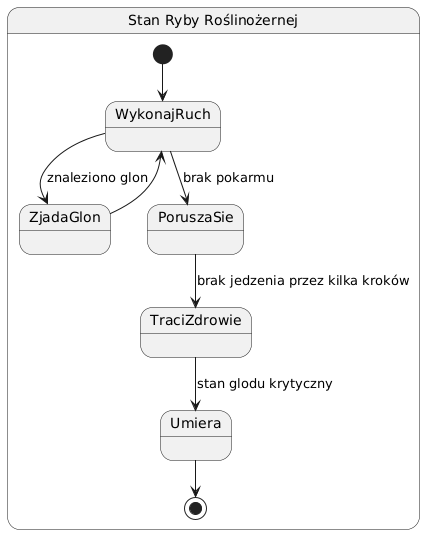 Stan Ryby Roślinożernej
WykonajRuch
znaleziono glon
brak pokarmu
ZjadaGlon
PoruszaSie
brak jedzenia przez kilka kroków
TraciZdrowie
stan glodu krytyczny
Umiera